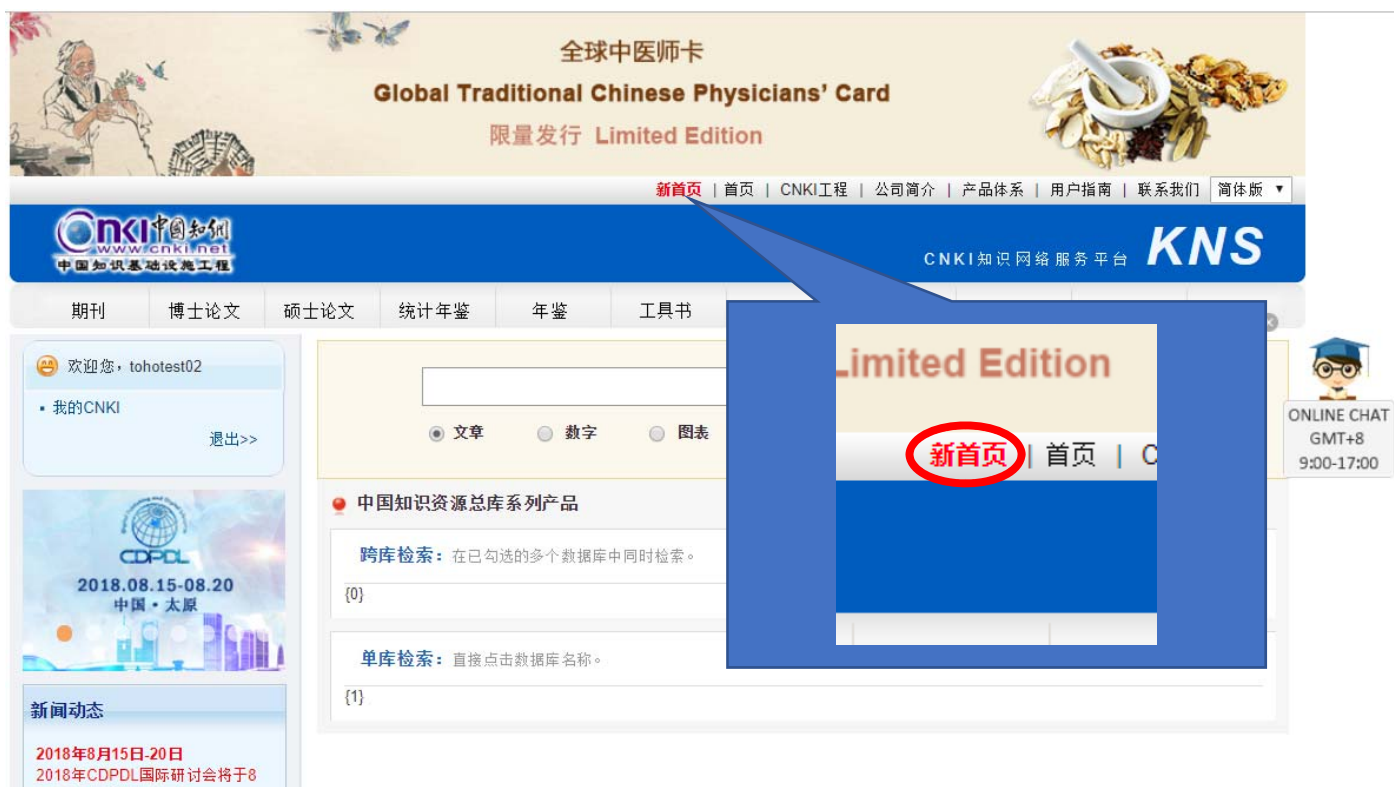 全球中医师卡
Global Traditional Chinese Physicians' Card
限量发行 Limited Edition
新首页 | 首页 | CNKI工程 | 公司简介 | 产品体系 | 用户指南 | 联系我们 简体版
cnki中国知网
www.cnki.net
中国知识基础设施工程
CNKI知识网络服务平台 KNS
期刊 博士论文 硕士论文 统计年鉴 年鉴 工具书
欢迎您，tohotest02
• 我的CNKI
退出>>
文章 数字 图表
Limited Edition
新首页 | 首页 | C
ONLINE CHAT
GMT+8
9:00-17:00
CDPDL
2018.08.15-08.20
中国·太原
中国知识资源总库系列产品
跨库检索：在已勾选的多个数据库中同时检索。
{0}
单库检索：直接点击数据库名称。
{1}
新闻动态
2018年8月15日-20日
2018年CDPDL国际研讨会将于8